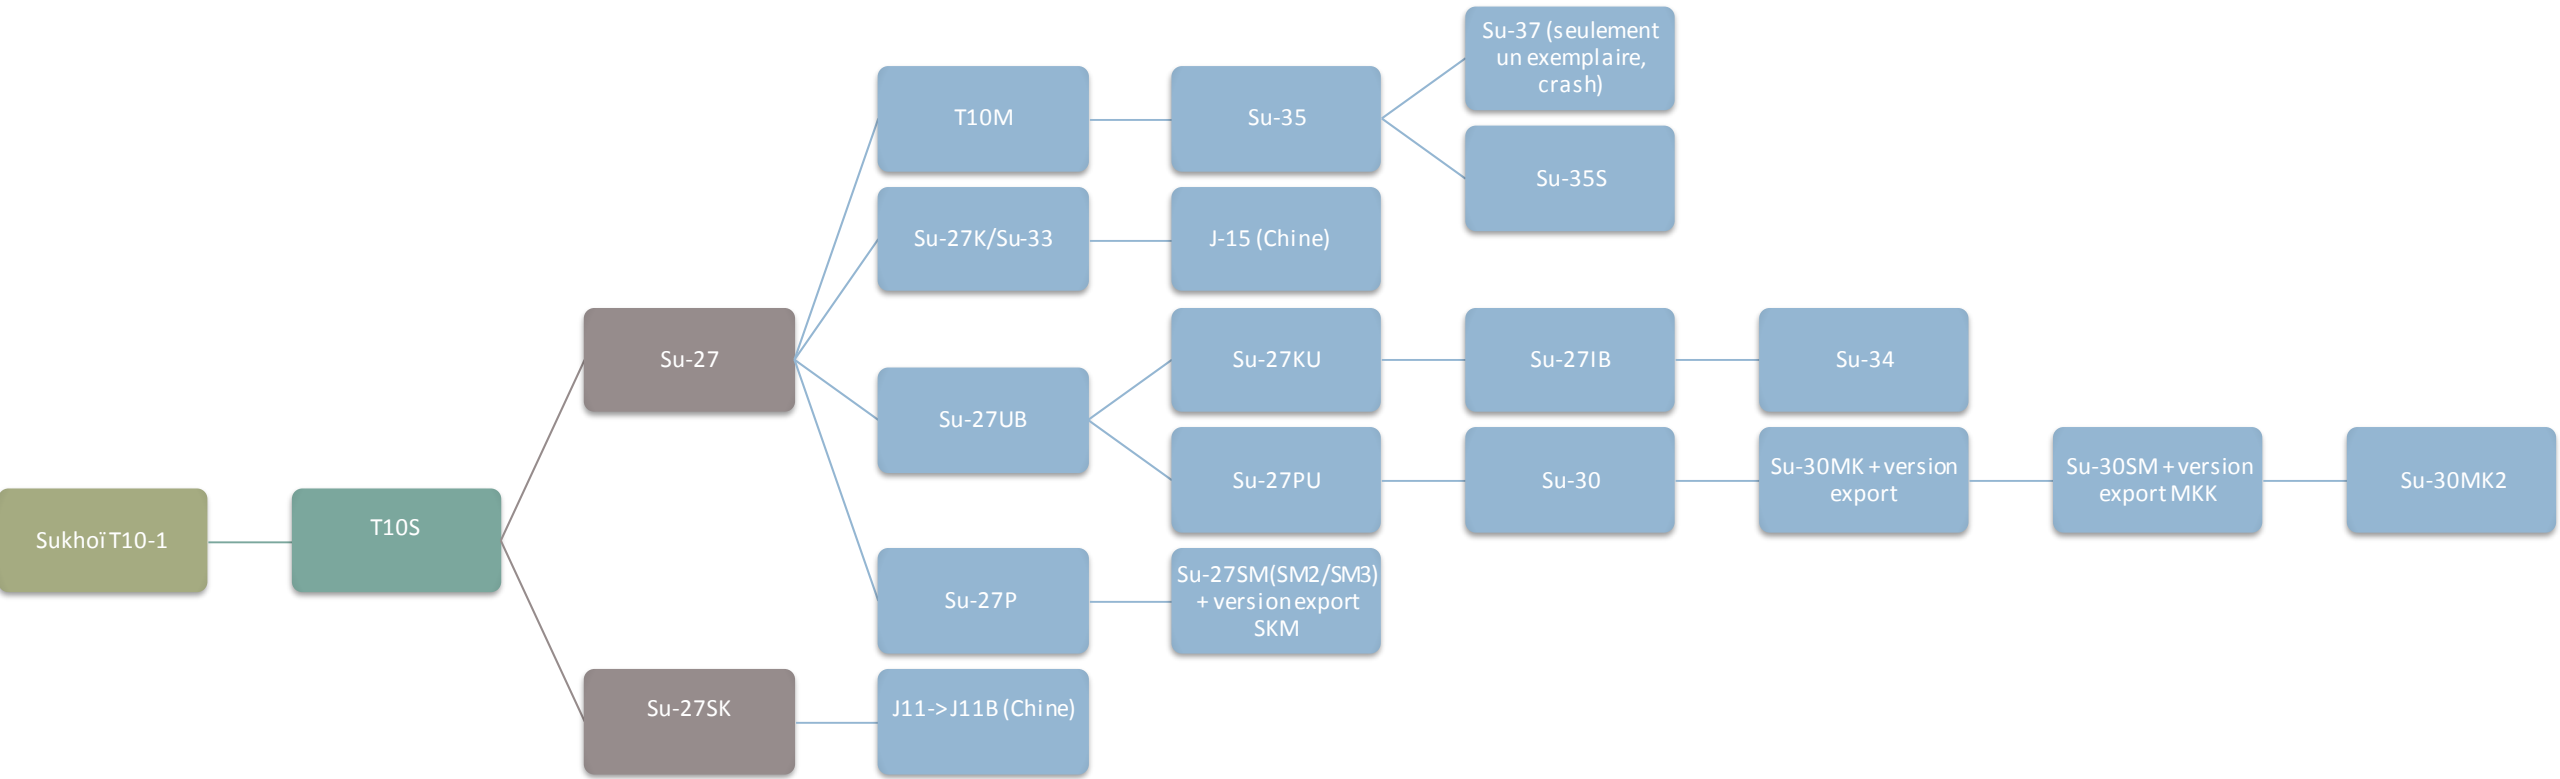 Sukhoï T10-1
T10S
Su-27
Su-27SK
T10M
Su-27K/Su-33
Su-27UB
Su-27P
J11->J11B (Chine)
Su-35
J-15 (Chine)
Su-27KU
Su-27PU
Su-27SM(SM2/SM3)
+ version export
SKM
Su-37 (seulement
un exemplaire,
crash)
Su-35S
Su-27IB
Su-30
Su-34
Su-30MK + version
export
Su-30SM + version
export MKK
Su-30MK2